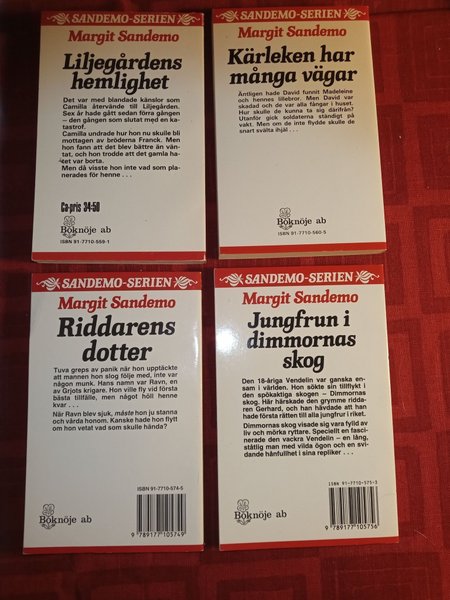 SANDEMO-SERIEN
Margit Sandemo
Liljegårdens
hemlighet
Det var med blandade känslor som
Camilla återvände till Liljegården.
Sex år hade gått sedan förra gången
– den gången som slutat med en ka-
tastrof.
Camilla undrade hur hon nu skulle bli
mottagen av bröderna Franck. Men
hon fann att det blev bättre än vän-
tat, och hon trodde att det gamla ha-
tet var borta.
Men då visste hon inte vad som pla-
nerades för henne . . .
Ca-pris 34:50
Boknöje ab
ISBN 91-7710-559-1
SANDEMO-SERIEN
Margit Sandemo
Kärleken har
många vägar
Äntligen hade David funnit Madeleine
och hennes lillebror. Men David var
skadad och de var alla fångar i huset.
Hur skulle de kunna ta sig därifrån?
Utanför gick soldaterna ständigt på
vakt. Men om de inte flydde skulle de
snart svälta ihjäl . . .
Boknöje ab
ISBN 91-7710-560-5
SANDEMO-SERIEN
Margit Sandemo
Riddarens
dotter
Tuva greps av panik när hon upptäckte
att mannen hon slog följe med, inte var
någon munk. Hans namn var Ravn, en
av Grjots krigare. Hon ville fly vid första
bästa tillfälle, men något höll henne
kvar . . .
När Ravn blev sjuk, måste hon ju stanna
och vårda honom. Kanske hade hon flytt
om hon vetat vad som skulle hända?
ISBN 91-7710-574-5
Boknöje ab
9 789177 105749
SANDEMO-SERIEN
Margit Sandemo
Jungfrun i
dimmornas
skog
Den 18-åriga Vendelin var ganska en-
sam i världen. Hon sökte sin tillflykt i
den spökaktiga skogen – Dimmornas
skog. Här härskade den grymme ridda-
ren Gerhard, och han hävdade att han
hade första rätten till alla jungfrur i riket.
Dimmornas skog visade sig vara fylld av
liv och mörka ryttare. Speciellt en fasci-
nerade den vackra Vendelin – en lång,
ståtlig man med vilda ögon och en svi-
dande hånfullhet i sina repliker . . .
ISBN 91-7710-575-3
Boknöje ab
9 789177 105756